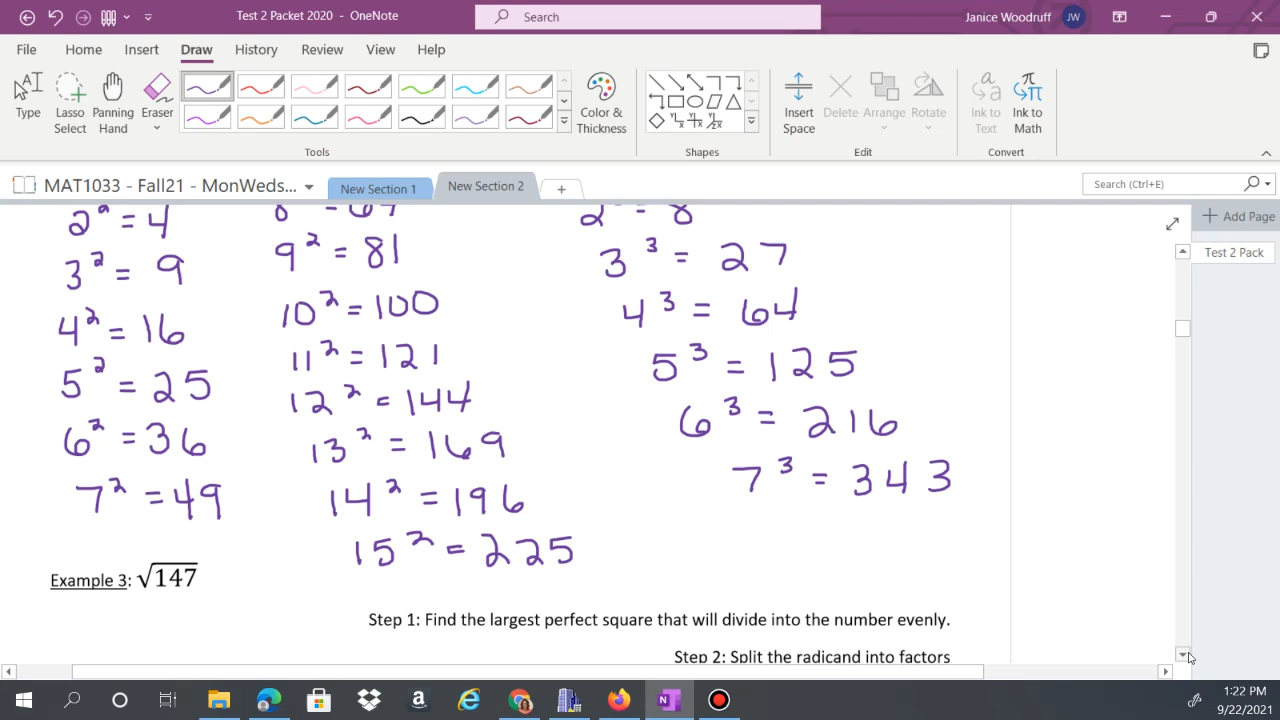 Test 2 Packet 2020 - OneNote
Search
Janice Woodruff JW
File Home Insert Draw History Review View Help
Type
Lasso Select
Panning Hand
Eraser
Color & Thickness
Insert Space
Delete
Arrange
Rotate
Ink to Text
Ink to Math
Tools
Shapes
Edit
Convert
MAT1033 - Fall21 - MonWeds...
New Section 1
New Section 2
Search (Ctrl+E)
Add Page
Test 2 Pack
2² = 4
3² = 9
4² = 16
5² = 25
6² = 36
7² = 49
8² = 64
9² = 81
10² = 100
11² = 121
12² = 144
13² = 169
14² = 196
15² = 225
2³ = 8
3³ = 27
4³ = 64
5³ = 125
6³ = 216
7³ = 343
Example 3: √147
Step 1: Find the largest perfect square that will divide into the number evenly.
Step 2: Split the radicand into factors
1:22 PM
9/22/2021